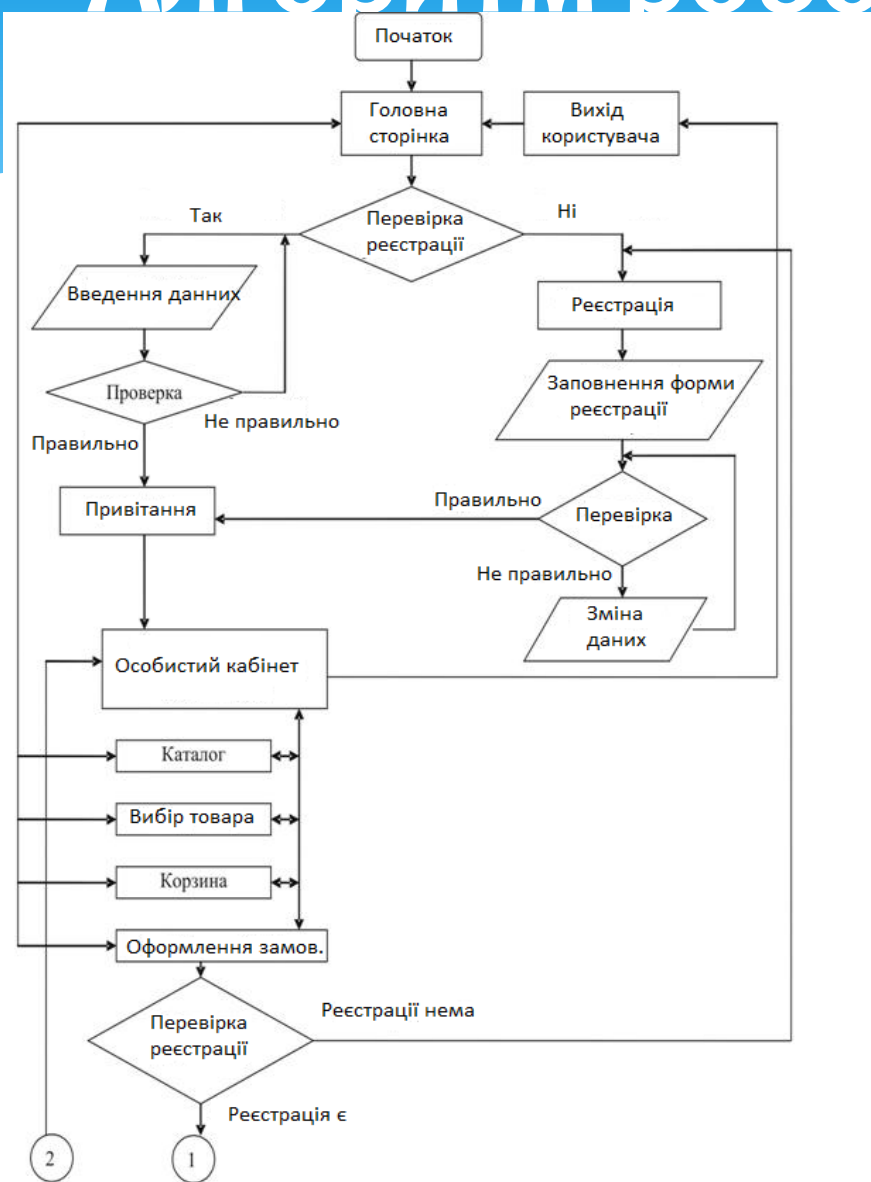 Початок
Головна
сторінка
Вихід
користувача
Перевірка
реєстрації
Так
Ні
Введення данних
Реєстрація
Заповнення форми
реєстрації
Проверка
Не правильно
Правильно
Привітання
Правильно
Перевірка
Не правильно
Зміна
даних
Особистий кабінет
Каталог
Вибір товара
Корзина
Оформлення замов.
Перевірка
реєстрації
Реєстрації нема
Реєстрація є
2
1